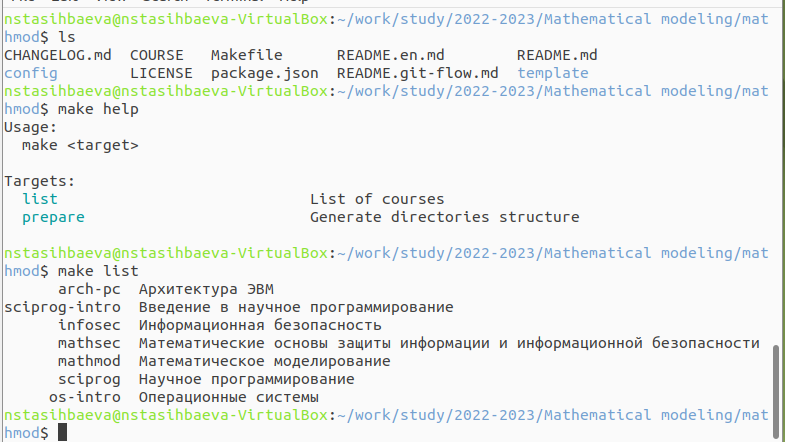 nstasihbaeva@nstasihbaeva-VirtualBox:~/work/study/2022-2023/Mathematical modeling/mat
hmod$ ls
CHANGELOG.md  COURSE   Makefile      README.en.md        README.md
config        LICENSE  package.json  README.git-flow.md  template
nstasihbaeva@nstasihbaeva-VirtualBox:~/work/study/2022-2023/Mathematical modeling/mat
hmod$ make help
Usage:
  make <target>
Targets:
  list                            List of courses
  prepare                         Generate directories structure
nstasihbaeva@nstasihbaeva-VirtualBox:~/work/study/2022-2023/Mathematical modeling/mat
hmod$ make list
      arch-pc  Архитектура ЭВМ
sciprog-intro  Введение в научное программирование
      infosec  Информационная безопасность
      mathsec  Математические основы защиты информации и информационной безопасности
      mathmod  Математическое моделирование
      sciprog  Научное программирование
     os-intro  Операционные системы
nstasihbaeva@nstasihbaeva-VirtualBox:~/work/study/2022-2023/Mathematical modeling/mat
hmod$